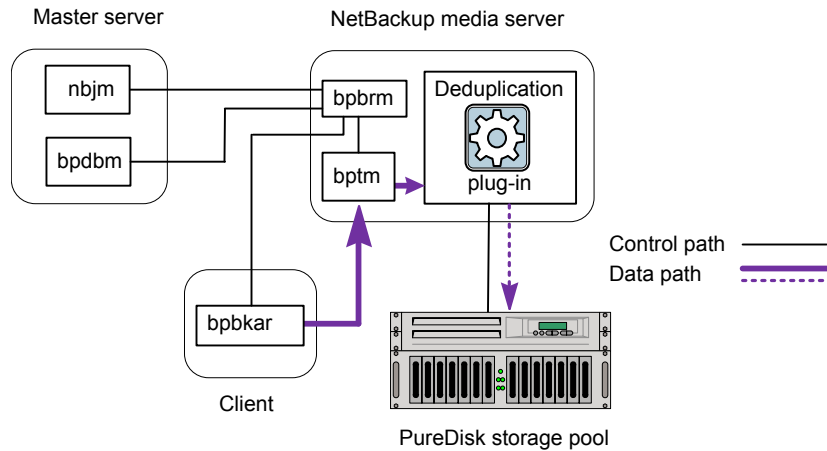 Master server
NetBackup media server
nbjm
bpdbm
bpbrm
bptm
Deduplication
plug-in
Control path
Data path
bpbkar
Client
PureDisk storage pool